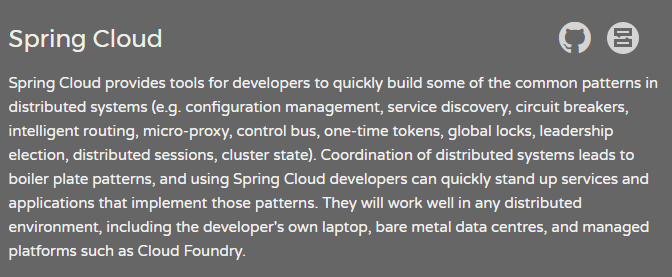 Spring Cloud
Spring Cloud provides tools for developers to quickly build some of the common patterns in
distributed systems (e.g. configuration management, service discovery, circuit breakers,
intelligent routing, micro-proxy, control bus, one-time tokens, global locks, leadership
election, distributed sessions, cluster state). Coordination of distributed systems leads to
boiler plate patterns, and using Spring Cloud developers can quickly stand up services and
applications that implement those patterns. They will work well in any distributed
environment, including the developer's own laptop, bare metal data centres, and managed
platforms such as Cloud Foundry.